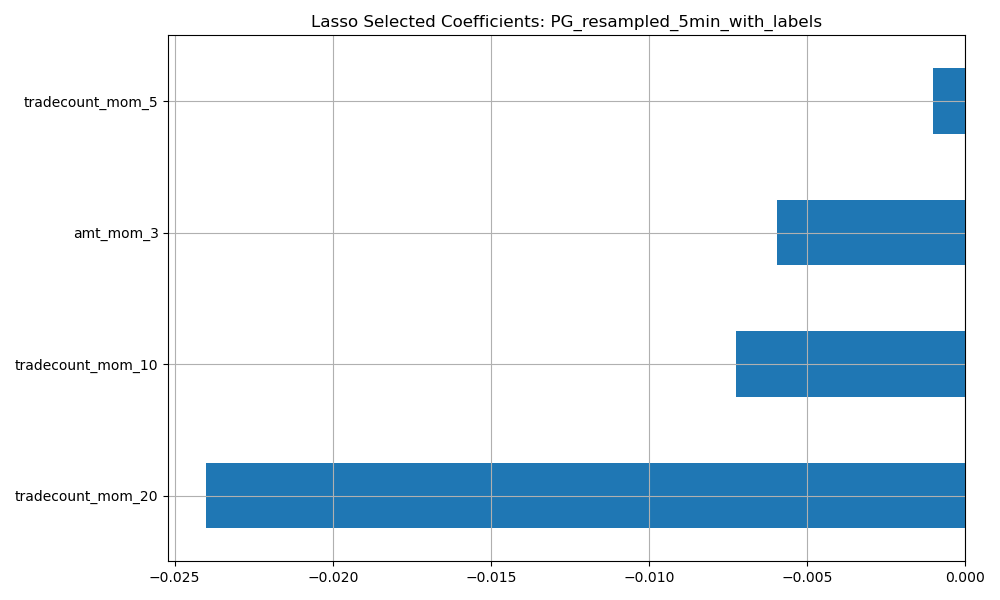 Lasso Selected Coefficients: PG_resampled_5min_with_labels
tradecount_mom_5
amt_mom_3
tradecount_mom_10
tradecount_mom_20
−0.025 −0.020 −0.015 −0.010 −0.005 0.000